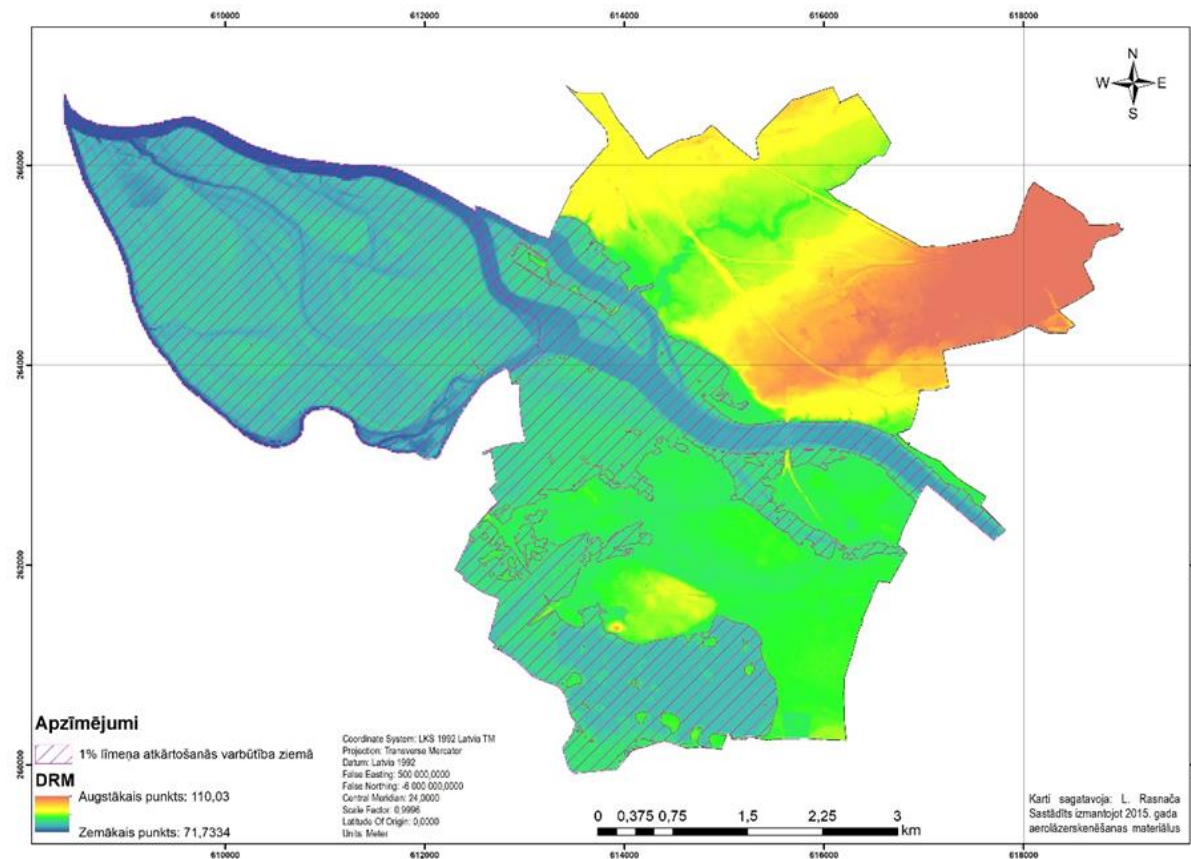 610000 612000 614000 616000 618000
N
W E
S
266000
264000
262000
260000
Apzīmējumi
1% līmeņa atkārtošanās varbūtība ziemā
DRM
Augstākais punkts: 110,03
Zemākais punkts: 71,7334
Coordinate System: LKS 1992 Latvia TM
Projection: Transverse Mercator
Datum: Latvia 1992
False Easting: 500 000,0000
False Northing: -6 000 000,0000
Central Meridian: 24,0000
Scale Factor: 0,9996
Latitude Of Origin: 0,0000
Units: Meter
0 0,375 0,75 1,5 2,25 3
km
Karti sagatavoja: L. Rasnača
Sastādīts izmantojot 2015. gada
aerolāzerskenēšanas materiālus
610000 612000 614000 616000 618000